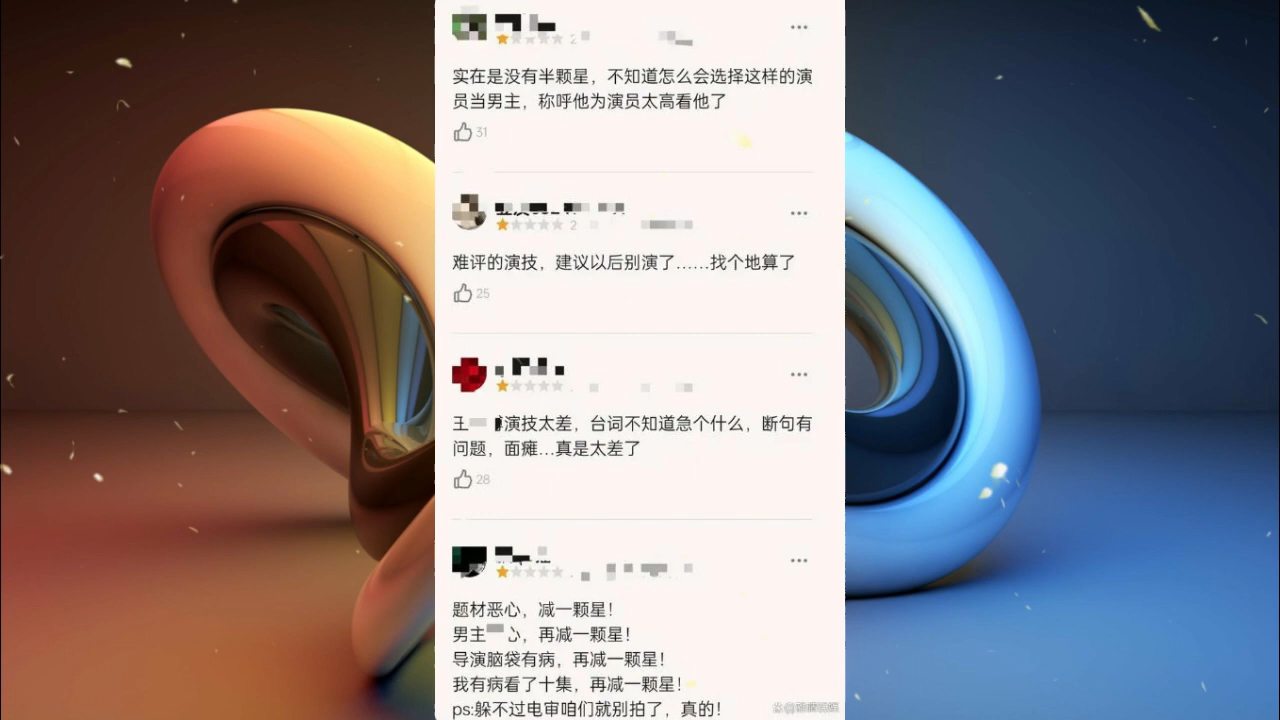 2
实在是没有半颗星，不知道怎么会选择这样的演
员当男主，称呼他为演员太高看他了
31
2
难评的演技，建议以后别演了……找个地算了
25
王 演技太差，台词不知道急个什么，断句有
问题，面瘫…真是太差了
28
题材恶心，减一颗星！
男主 心，再减一颗星！
导演脑袋有病，再减一颗星！
我有病看了十集，再减一颗星！
ps:躲不过电审咱们就别拍了，真的！